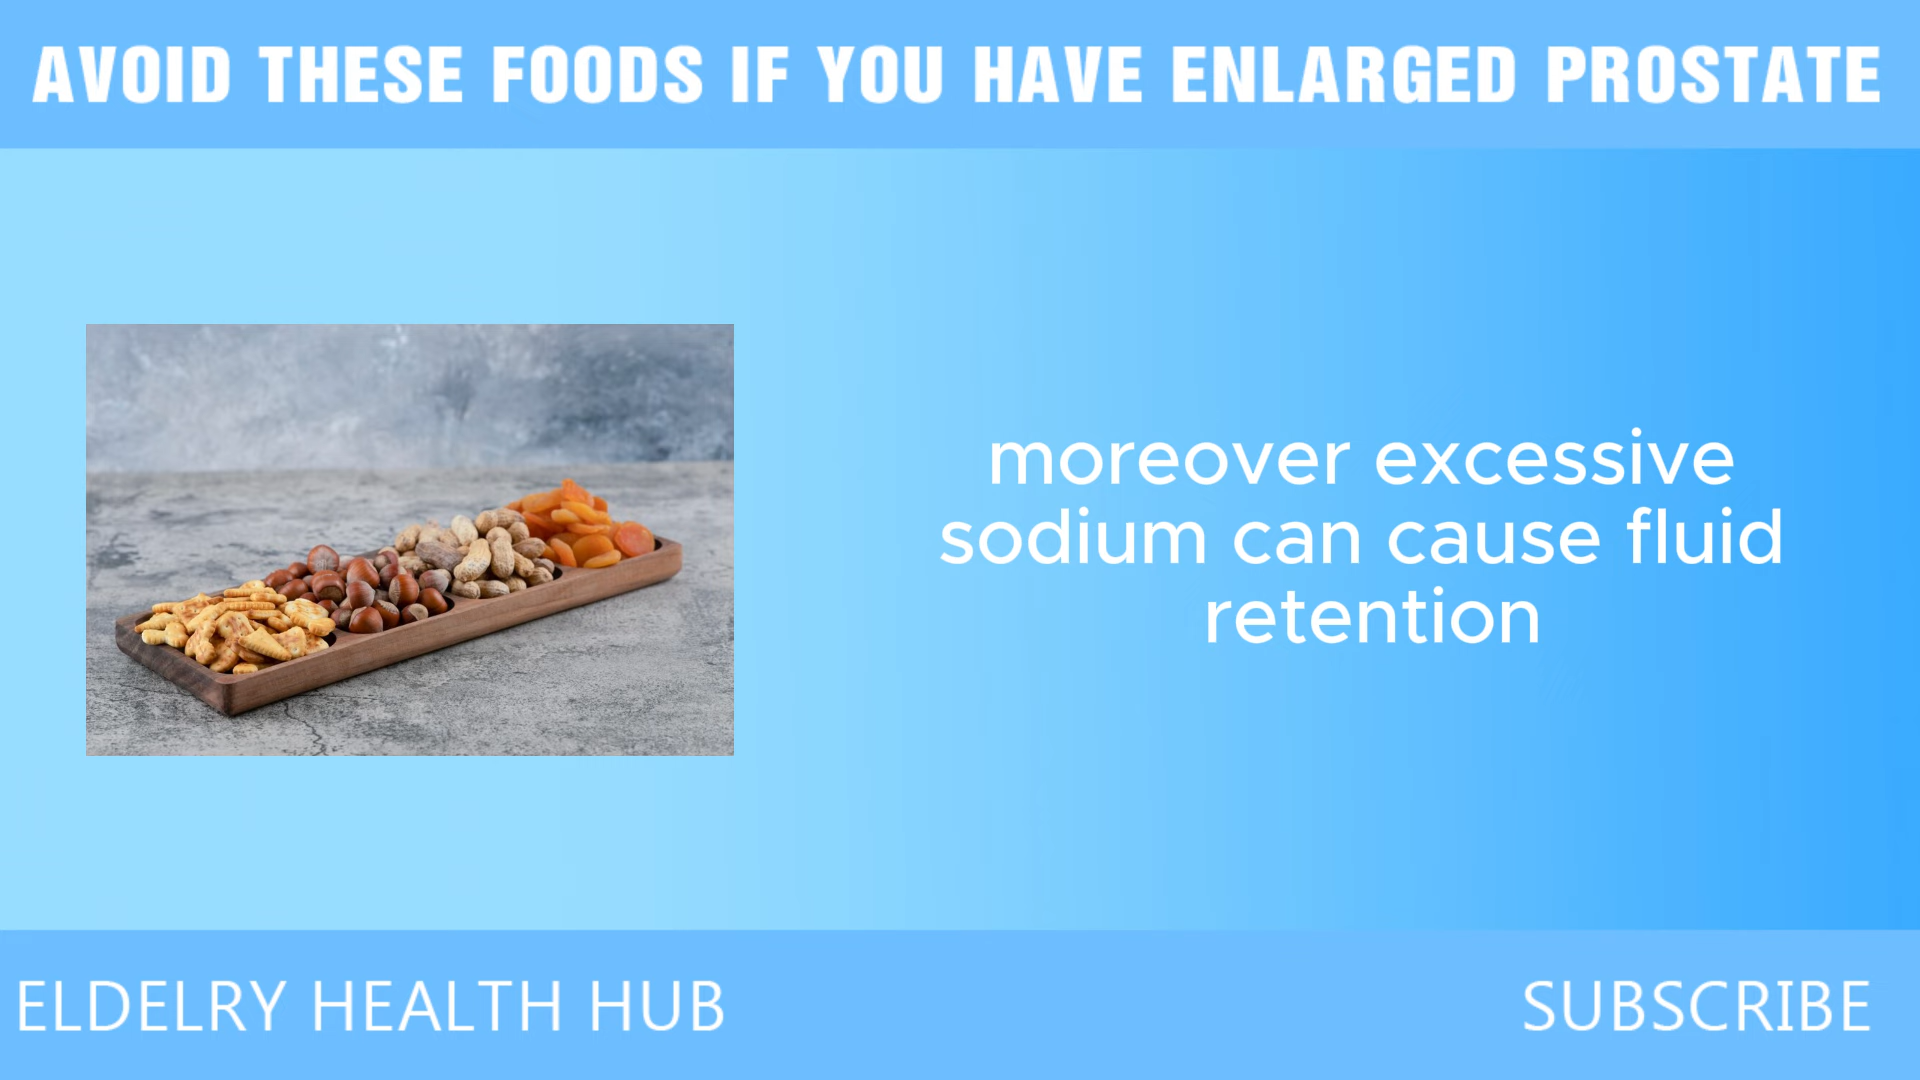 AVOID THESE FOODS IF YOU HAVE ENLARGED PROSTATE
moreover excessive
sodium can cause fluid
retention
ELDELRY HEALTH HUB
SUBSCRIBE